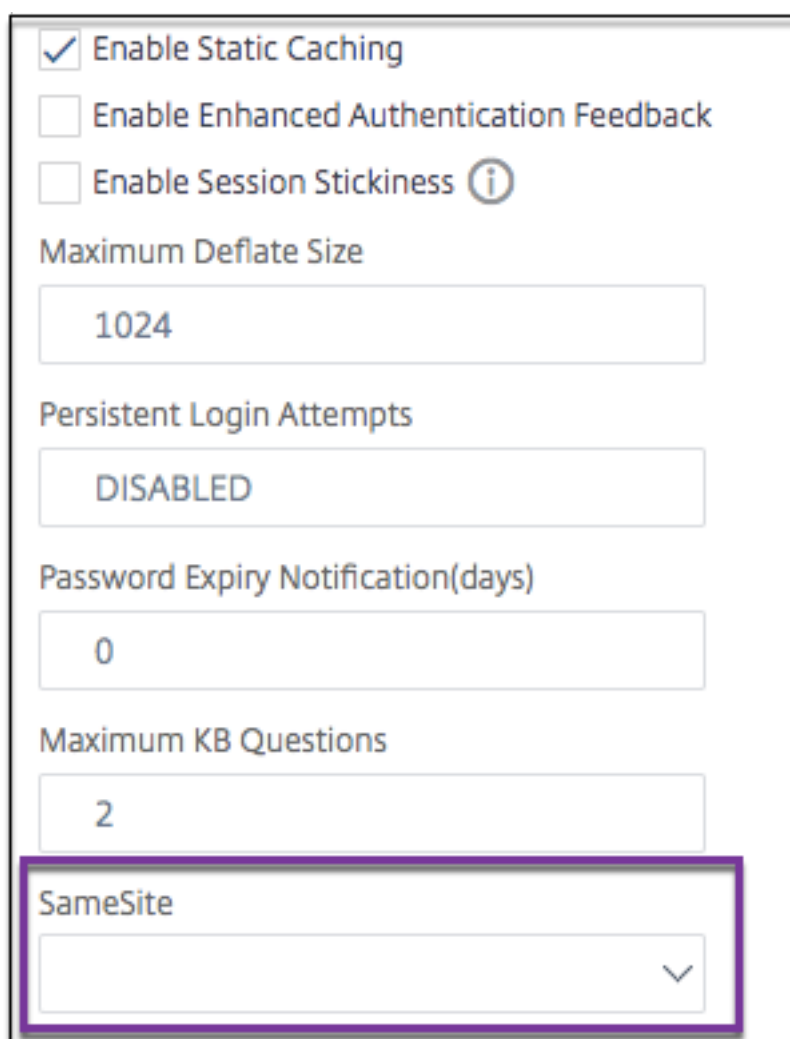 Enable Static Caching
Enable Enhanced Authentication Feedback
Enable Session Stickiness
Maximum Deflate Size
1024
Persistent Login Attempts
DISABLED
Password Expiry Notification(days)
0
Maximum KB Questions
2
SameSite